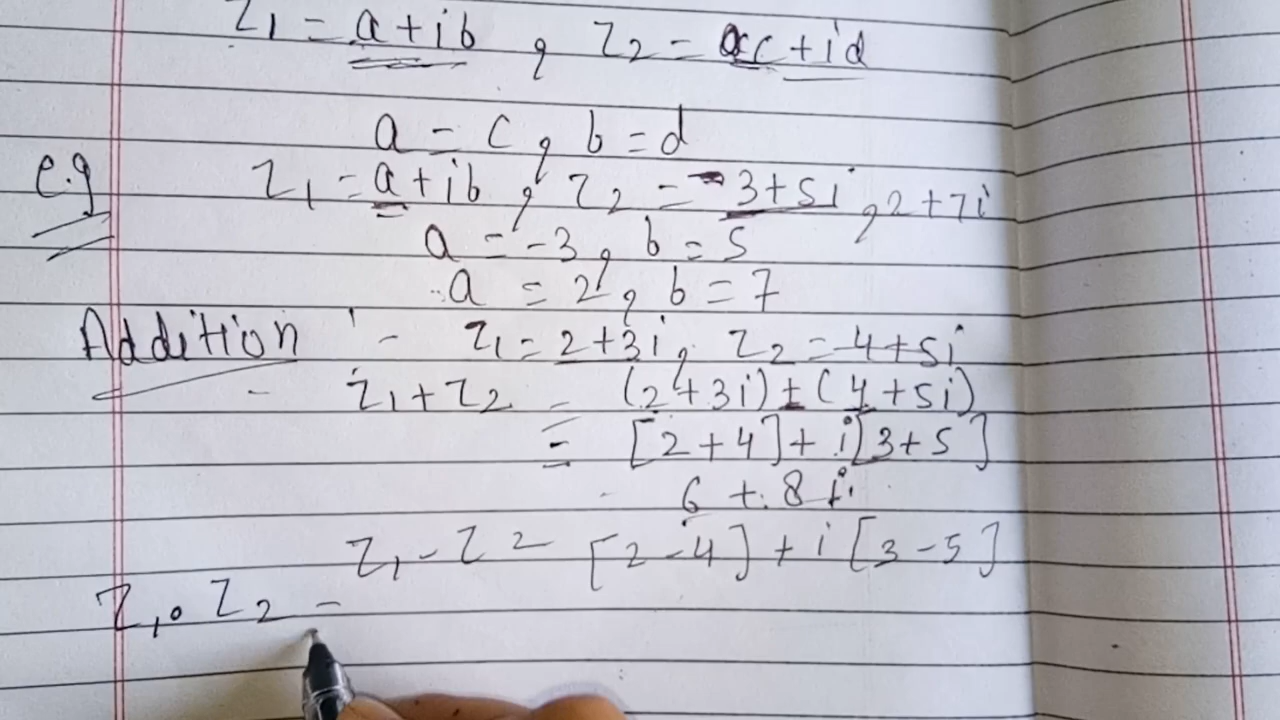 Z₁ = a+ib , Z₂ = c+id
a = c , b = d
e.g Z₁ = a+ib , Z₂ = -3+5i , 2+7i
a = -3 , b = 5
a = 2 , b = 7
Addition :- Z₁ = 2+3i , Z₂ = 4+5i
Z₁+Z₂ = (2+3i)+(4+5i)
= [2+4]+i[3+5]
6+8i
Z₁-Z₂ [2-4]+i[3-5]
Z₁.Z₂ =